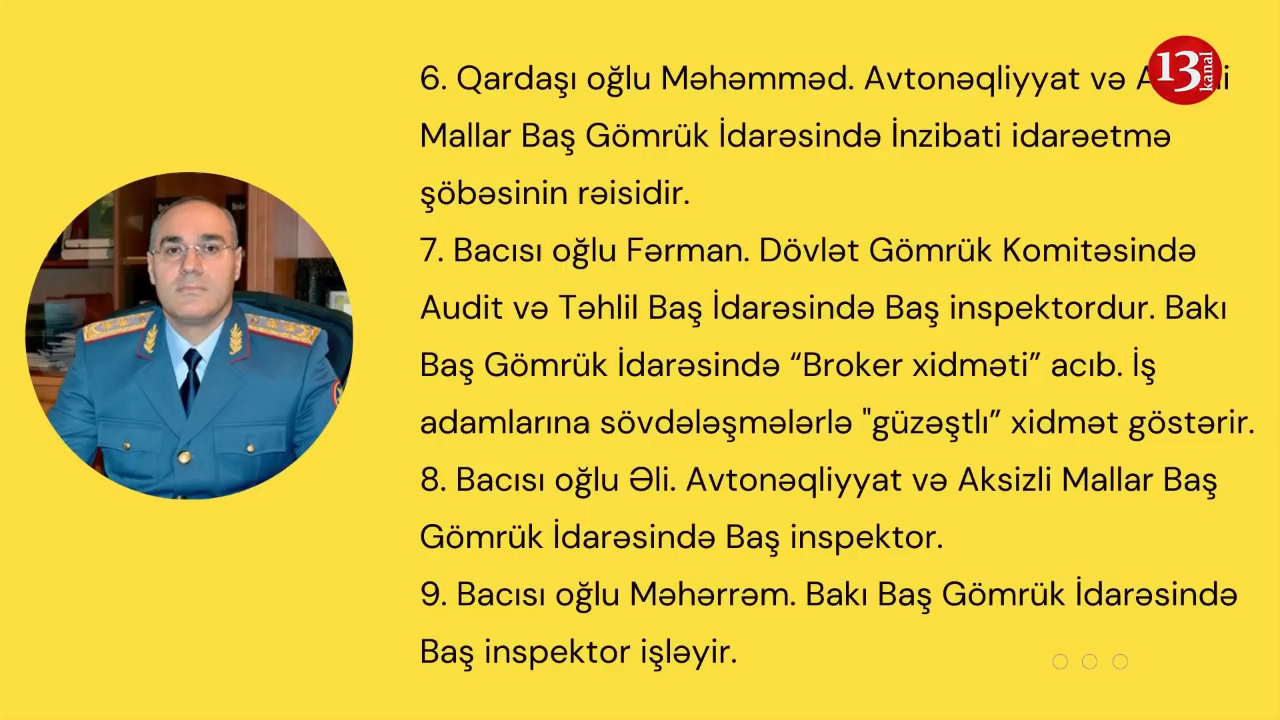 13 kanal
6. Qardaşı oğlu Məhəmməd. Avtonəqliyyat və
Mallar Baş Gömrük İdarəsində İnzibati idarəetmə
şöbəsinin rəisidir.
7. Bacısı oğlu Fərman. Dövlət Gömrük Komitəsində
Audit və Təhlil Baş İdarəsində Baş inspektordur. Bakı
Baş Gömrük İdarəsində “Broker xidməti” acıb. İş
adamlarına sövdələşmələrlə "güzəştlı” xidmət göstərir.
8. Bacısı oğlu Əli. Avtonəqliyyat və Aksizli Mallar Baş
Gömrük İdarəsində Baş inspektor.
9. Bacısı oğlu Məhərrəm. Bakı Baş Gömrük İdarəsində
Baş inspektor işləyir.